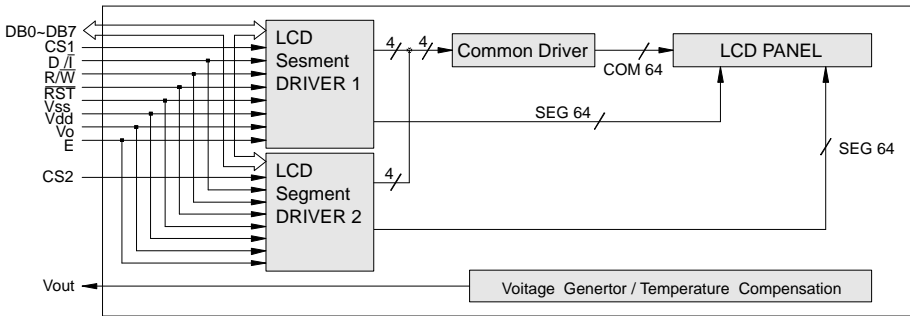 DB0~DB7
CS1
D /I
R/W
RST
Vss
Vdd
Vo
E
CS2
Vout
LCD
Sesment
DRIVER 1
LCD
Segment
DRIVER 2
4
4
4
Common Driver
COM 64
LCD PANEL
SEG 64
SEG 64
Voitage Genertor / Temperature Compensation